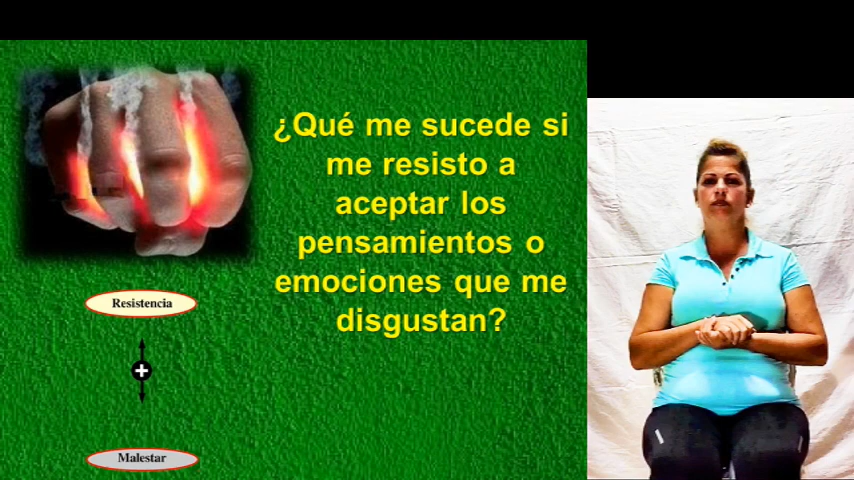 ¿Qué me sucede si
me resisto a
aceptar los
pensamientos o
emociones que me
disgustan?
Resistencia
+
Malestar